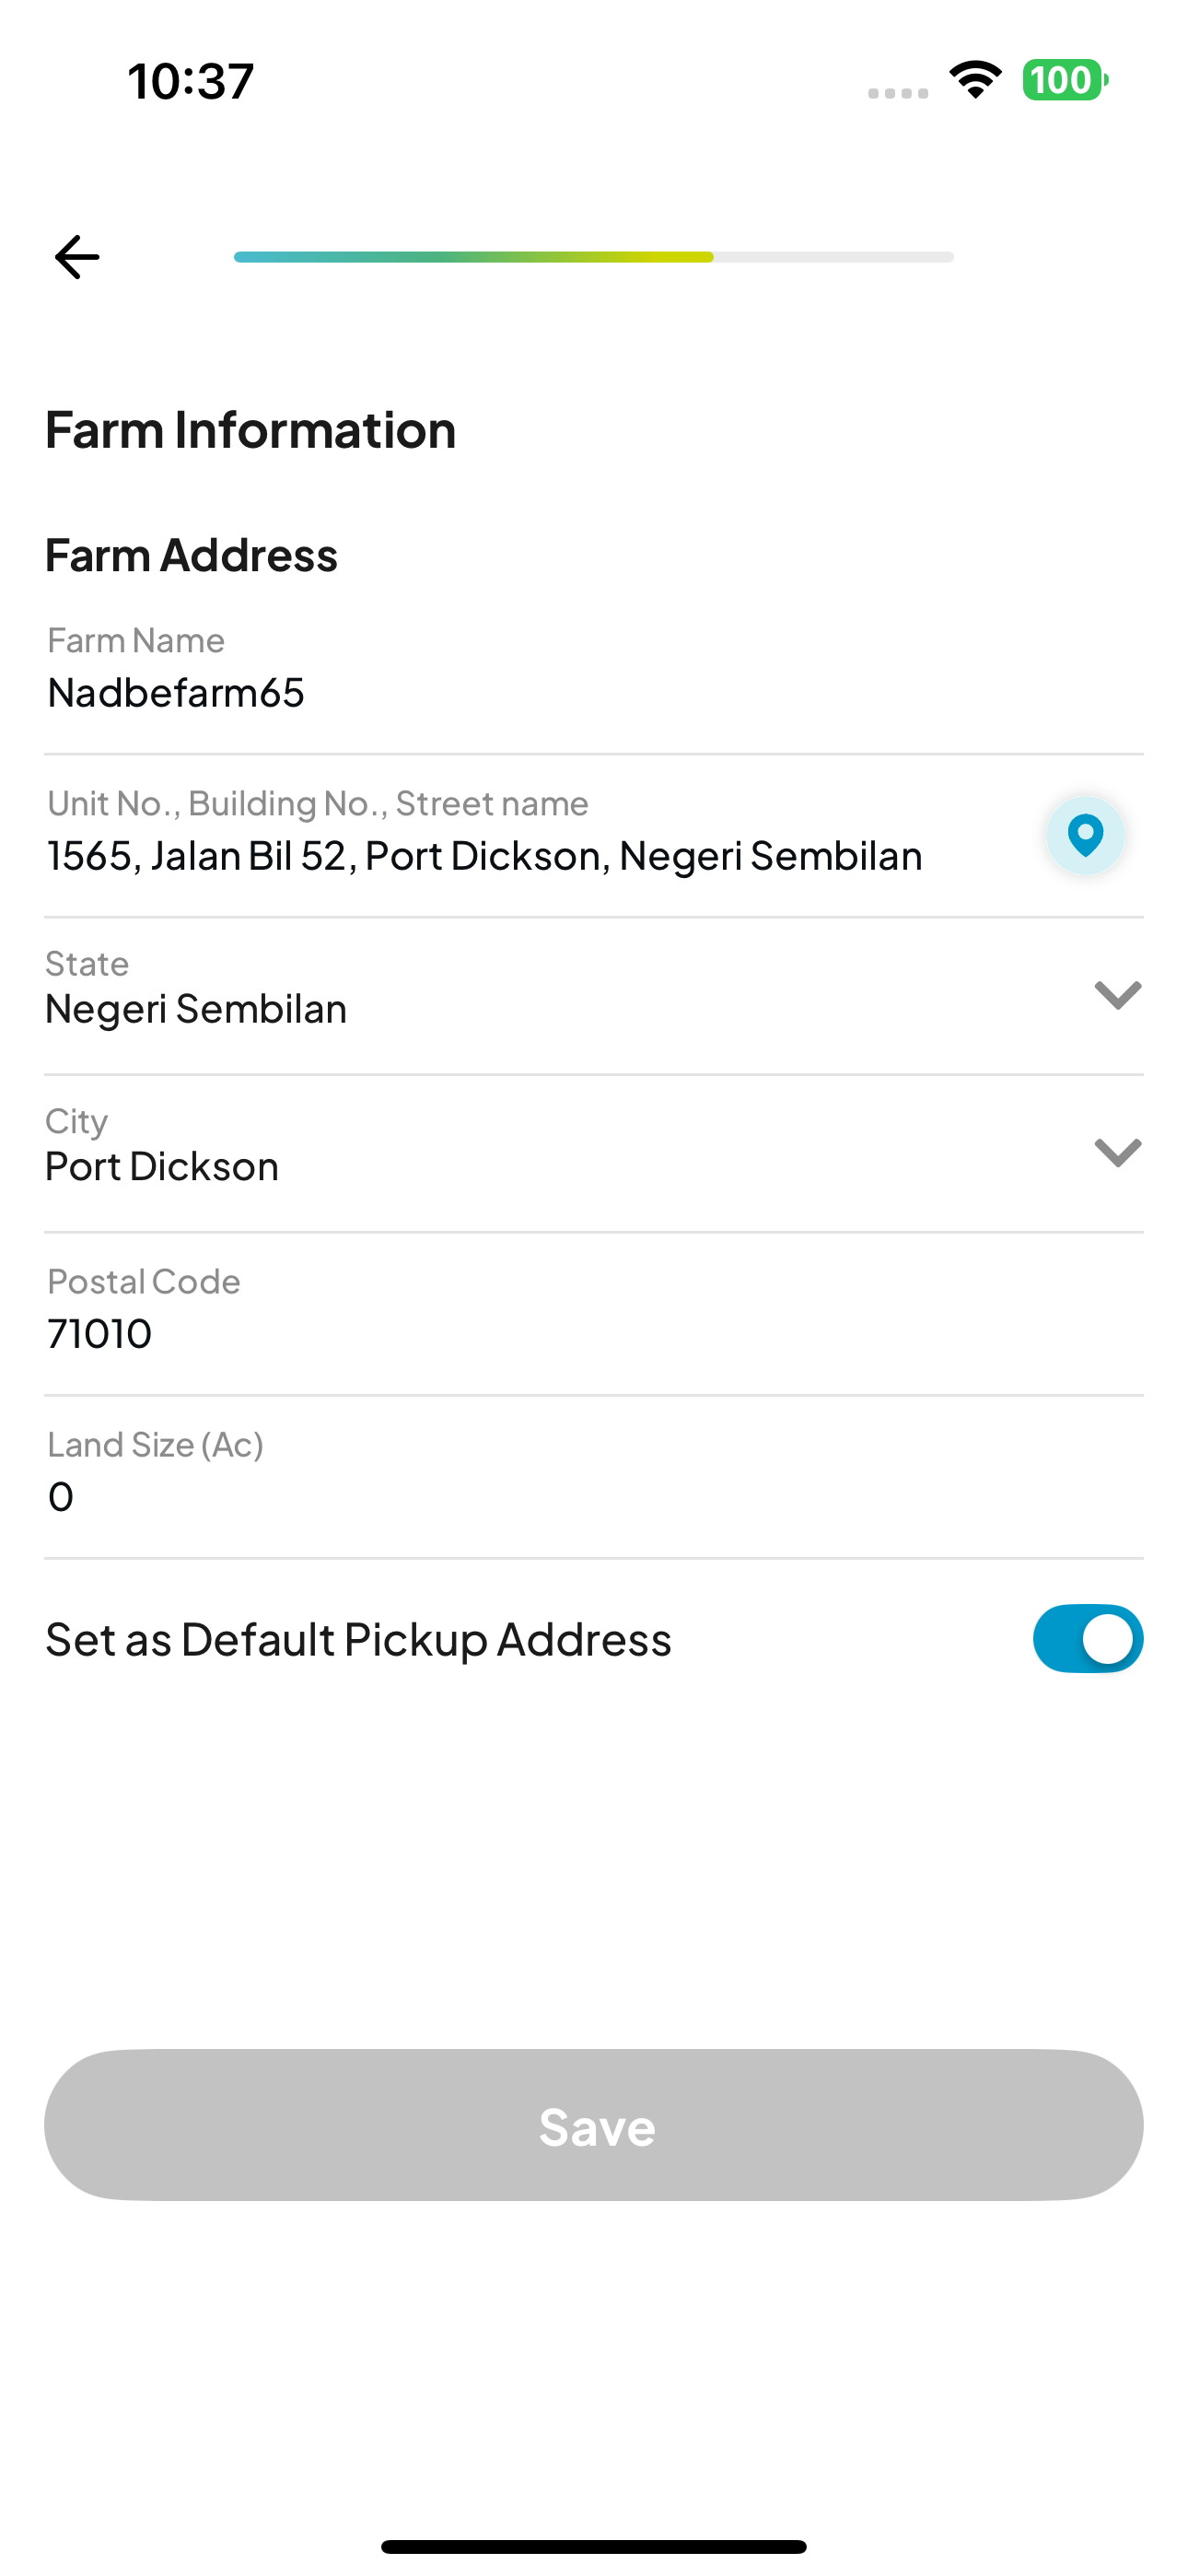 10:37
100
Farm Information
Farm Address
Farm Name
Nadbefarm65
Unit No., Building No., Street name
1565, Jalan Bil 52, Port Dickson, Negeri Sembilan
State
Negeri Sembilan
City
Port Dickson
Postal Code
71010
Land Size (Ac)
0
Set as Default Pickup Address
Save